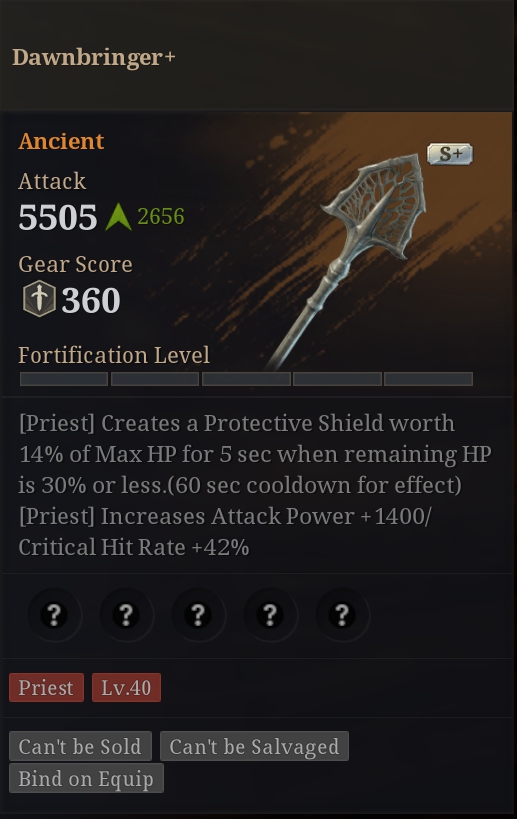 Dawnbringer+
Ancient
S+
Attack
5505 2656
Gear Score
360
Fortification Level
[Priest] Creates a Protective Shield worth
14% of Max HP for 5 sec when remaining HP
is 30% or less.(60 sec cooldown for effect)
[Priest] Increases Attack Power +1400/
Critical Hit Rate +42%
? ? ? ? ?
Priest Lv.40
Can't be Sold Can't be Salvaged
Bind on Equip